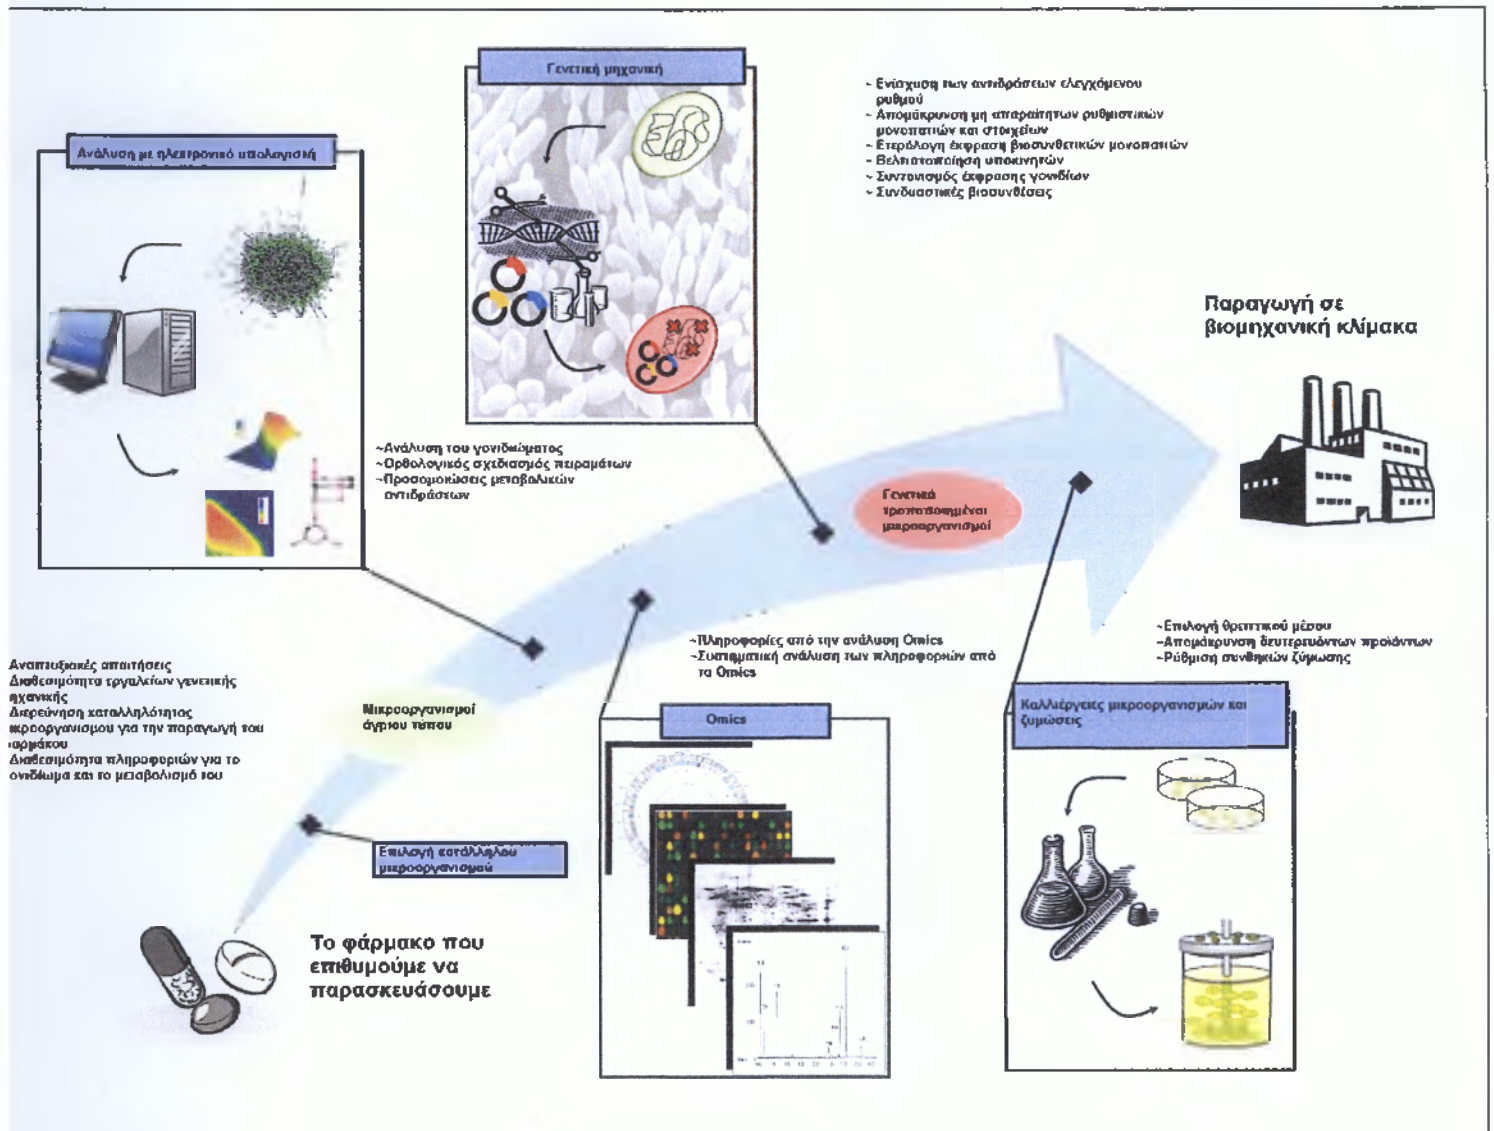 Γενετική μηχανική
~ Ενίσχυση των αντιδράσεων ελεγχόμενου
ρυθμού
~ Απομάκρυνση μη απαραίτητων ρυθμιστικών
μονοπατιών και στοιχείων
~ Ετερόλογη έκφραση βιοσυνθετικών μονοπατιών
~ Βελτιστοποίηση υποκινητών
~ Συντονισμός έκφρασης γονιδίων
~ Συνδυαστικές βιοσυνθέσεις
Ανάλυση με ηλεκτρονικό υπολογιστή
Παραγωγή σε
βιομηχανική κλίμακα
~Ανάλυση του γονιδιώματος
~Ορθολογικός σχεδιασμός πειραμάτων
~Προσομοιώσεις μεταβολικών
αντιδράσεων
Γενετικά
τροποποιημένοι
μικροοργανισμοί
~Πληροφορίες από την ανάλυση Omics
~Συστηματική ανάλυση των πληροφοριών από
τα Omics
~Επιλογή θρεπτικού μέσου
~Απομάκρυνση δευτερευόντων προϊόντων
~Ρύθμιση συνθηκών ζύμωσης
Αναπτυξιακές απαιτήσεις
Διαθεσιμότητα εργαλείων γενετικής
ηχανικής
Διερεύνηση καταλληλότητος
ικροοργανισμου για την παραγωγή του
αρμάκου
Διαθεσιμότητα πληροφοριών για το
ονιδίωμα και το μεταβολισμό του
Μικροοργανισμοί
άγριου τύπου
Omics
Καλλιέργειες μικροοργανισμών και
ζυμώσεις
Επιλογή κατάλληλου
μικροοργανισμού
Το φάρμακο που
επιθυμούμε να
παρασκευάσουμε